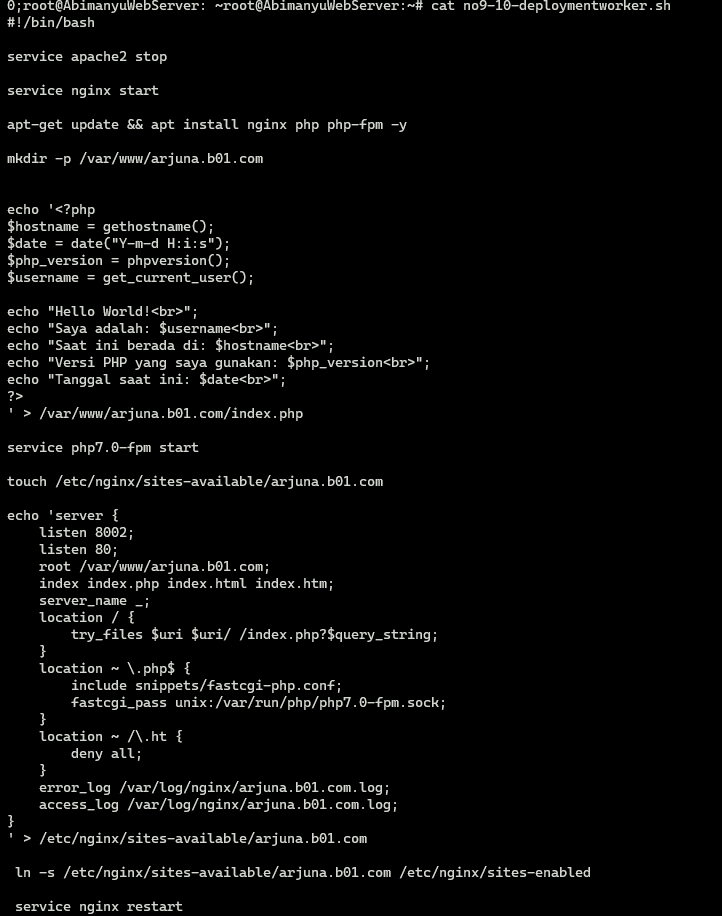 0;root@AbimanyuWebServer: ~root@AbimanyuWebServer:~# cat no9-10-deploymentworker.sh
#!/bin/bash
service apache2 stop
service nginx start
apt-get update && apt install nginx php php-fpm -y
mkdir -p /var/www/arjuna.b01.com
echo '<?php
$hostname = gethostname();
$date = date("Y-m-d H:i:s");
$php_version = phpversion();
$username = get_current_user();
echo "Hello World!<br>";
echo "Saya adalah: $username<br>";
echo "Saat ini berada di: $hostname<br>";
echo "Versi PHP yang saya gunakan: $php_version<br>";
echo "Tanggal saat ini: $date<br>";
?>
' > /var/www/arjuna.b01.com/index.php
service php7.0-fpm start
touch /etc/nginx/sites-available/arjuna.b01.com
echo 'server {
    listen 8002;
    listen 80;
    root /var/www/arjuna.b01.com;
    index index.php index.html index.htm;
    server_name _;
    location / {
        try_files $uri $uri/ /index.php?$query_string;
    }
    location ~ \.php$ {
        include snippets/fastcgi-php.conf;
        fastcgi_pass unix:/var/run/php/php7.0-fpm.sock;
    }
    location ~ /\.ht {
        deny all;
    }
    error_log /var/log/nginx/arjuna.b01.com.log;
    access_log /var/log/nginx/arjuna.b01.com.log;
}
' > /etc/nginx/sites-available/arjuna.b01.com
 ln -s /etc/nginx/sites-available/arjuna.b01.com /etc/nginx/sites-enabled
 service nginx restart